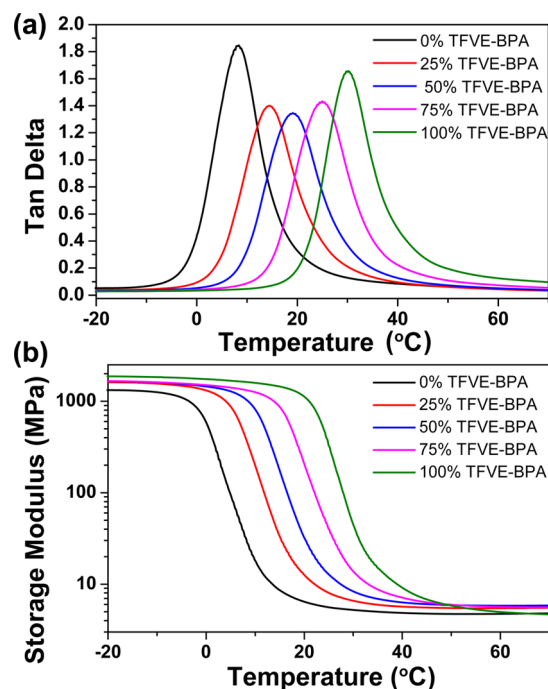 (a)
Tan Delta
2.0
1.8
1.6
1.4
1.2
1.0
0.8
0.6
0.4
0.2
0.0
0% TFVE-BPA
25% TFVE-BPA
50% TFVE-BPA
75% TFVE-BPA
100% TFVE-BPA
-20 0 20 40 60
Temperature (°C)
(b)
Storage Modulus (MPa)
1000
100
10
0% TFVE-BPA
25% TFVE-BPA
50% TFVE-BPA
75% TFVE-BPA
100% TFVE-BPA
-20 0 20 40 60
Temperature (°C)